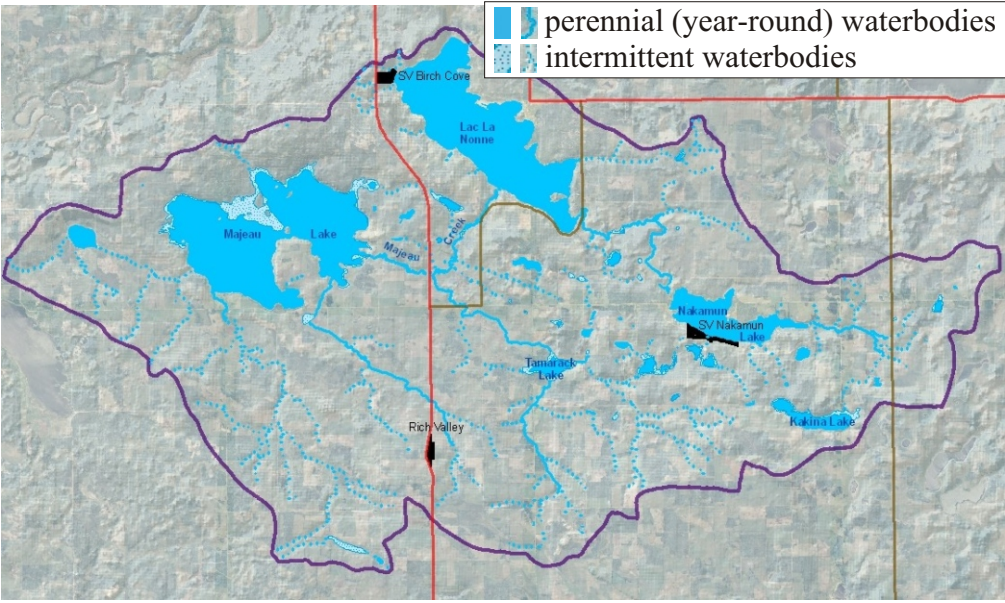 perennial (year-round) waterbodies
intermittent waterbodies
SV Birch Cove
Lac La
Nonne
Majeau Lake
Majeau Creek
Nakamun
SV Nakamun
Lake
Tamarack
Lake
Kakina Lake
Rich Valley